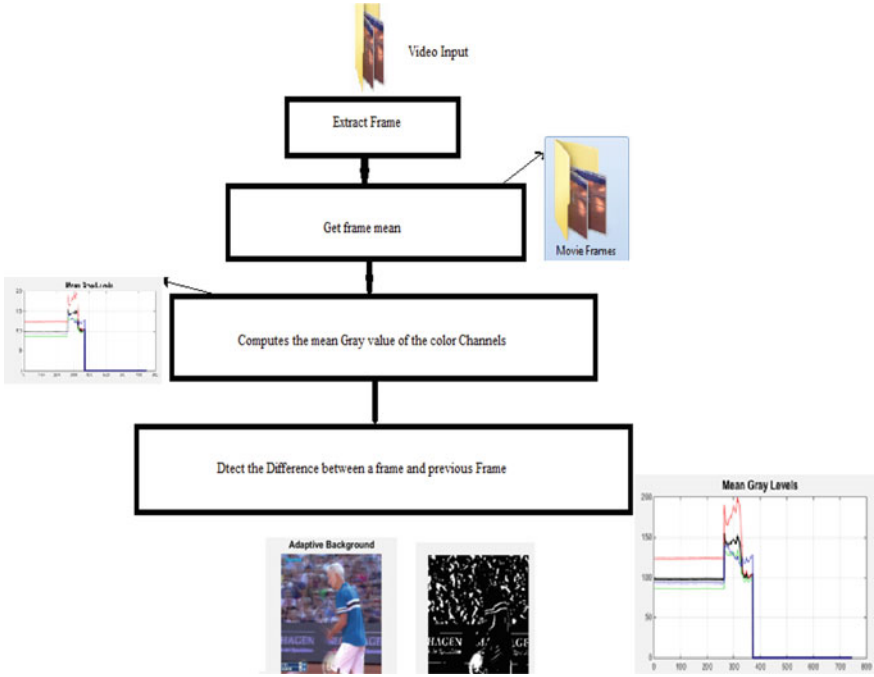 Video Input
Extract Frame
Get frame mean
Movie Frames
Computes the mean Gray value of the color Channels
Dtect the Difference between a frame and previous Frame
Mean Gray Levels
200
150
100
50
0
0 100 200 300 400 500 600 700 800
Adaptive Background
HAGEN
HAGEN